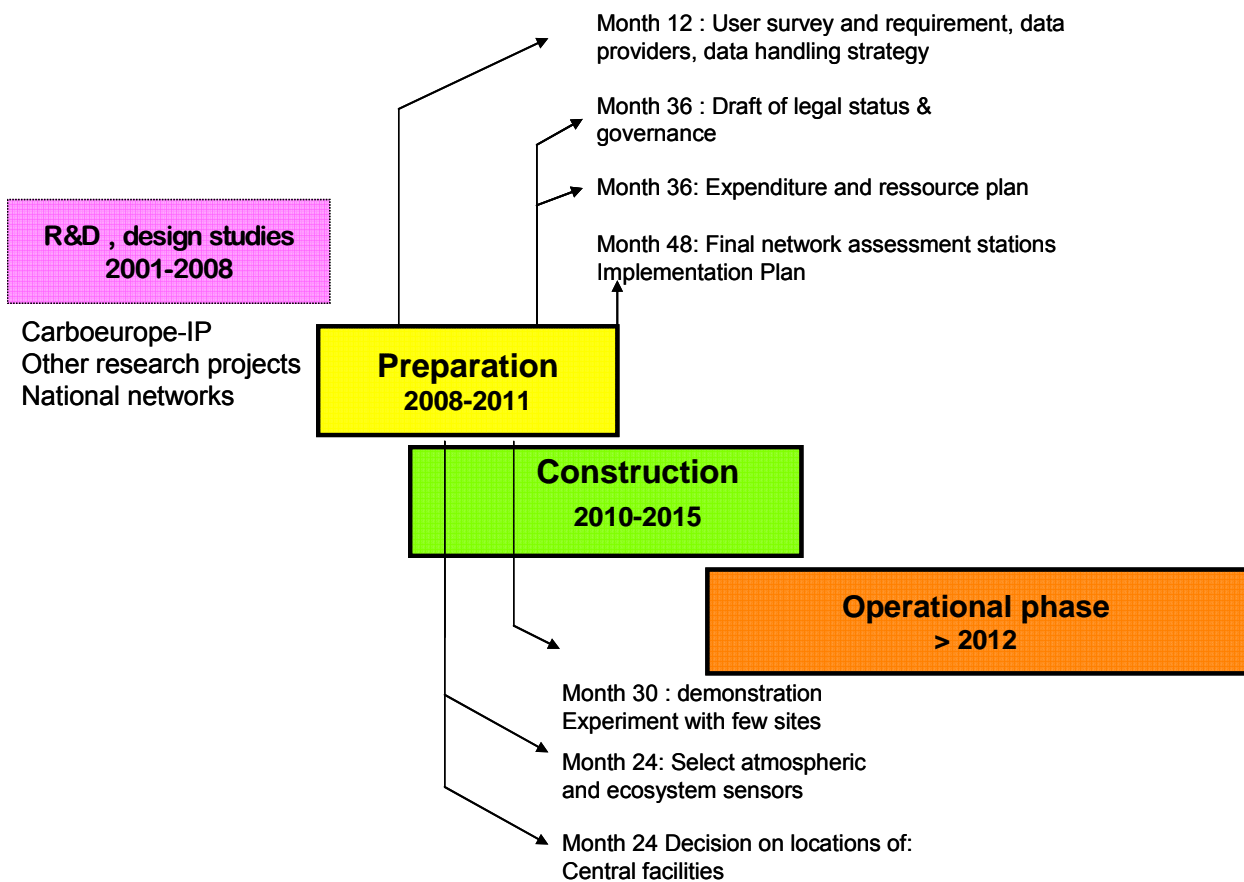 Month 12 : User survey and requirement, data
providers, data handling strategy
Month 36 : Draft of legal status &
governance
Month 36: Expenditure and ressource plan
Month 48: Final network assessment stations
Implementation Plan
R&D , design studies
2001-2008
Carboeurope-IP
Other research projects
National networks
Preparation
2008-2011
Construction
2010-2015
Operational phase
> 2012
Month 30 : demonstration
Experiment with few sites
Month 24: Select atmospheric
and ecosystem sensors
Month 24 Decision on locations of:
Central facilities